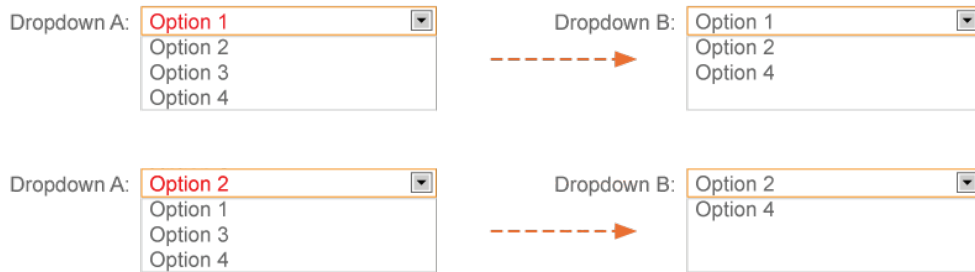 Dropdown A: Option 1
Option 2
Option 3
Option 4
Dropdown B: Option 1
Option 2
Option 4
Dropdown A: Option 2
Option 1
Option 3
Option 4
Dropdown B: Option 2
Option 4